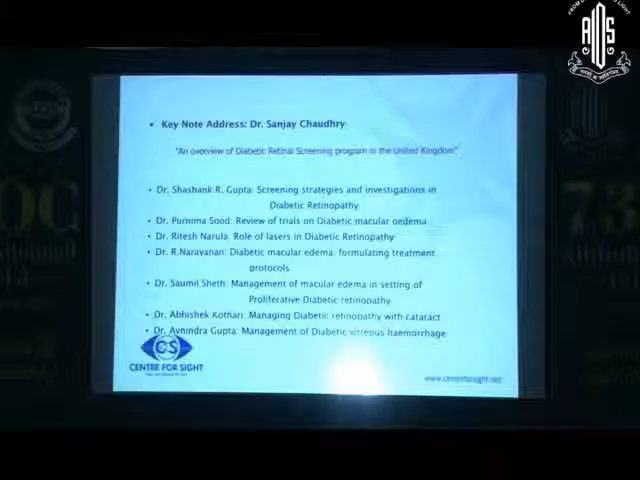 • Key Note Address: Dr. Sanjay Chaudhry
"An overview of Diabetic Retinal Screening program in the United Kingdom"
• Dr. Shashank R. Gupta: Screening strategies and investigations in
Diabetic Retinopathy
• Dr. Purnima Sood: Review of trials on Diabetic macular oedema
• Dr. Ritesh Narula: Role of lasers in Diabetic Retinopathy
• Dr. R.Narayanan: Diabetic macular edema: formulating treatment
protocols
• Dr. Saumil Sheth: Management of macular edema in setting of
Proliferative Diabetic retinopathy
• Dr. Abhishek Kothari: Managing Diabetic retinopathy with cataract
• Dr. Avnindra Gupta: Management of Diabetic vitreous haemorrhage
CS
CENTRE FOR SIGHT
www.centreforsight.net
AIOS